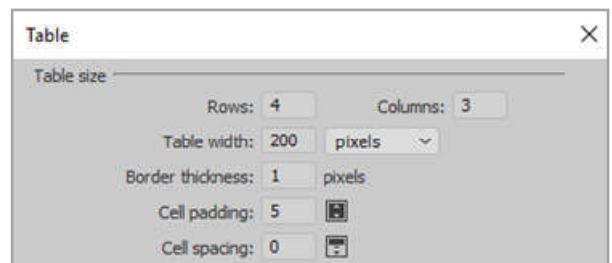 Table
Table size
Rows: 4 Columns: 3
Table width: 200 pixels
Border thickness: 1 pixels
Cell padding: 5
Cell spacing: 0